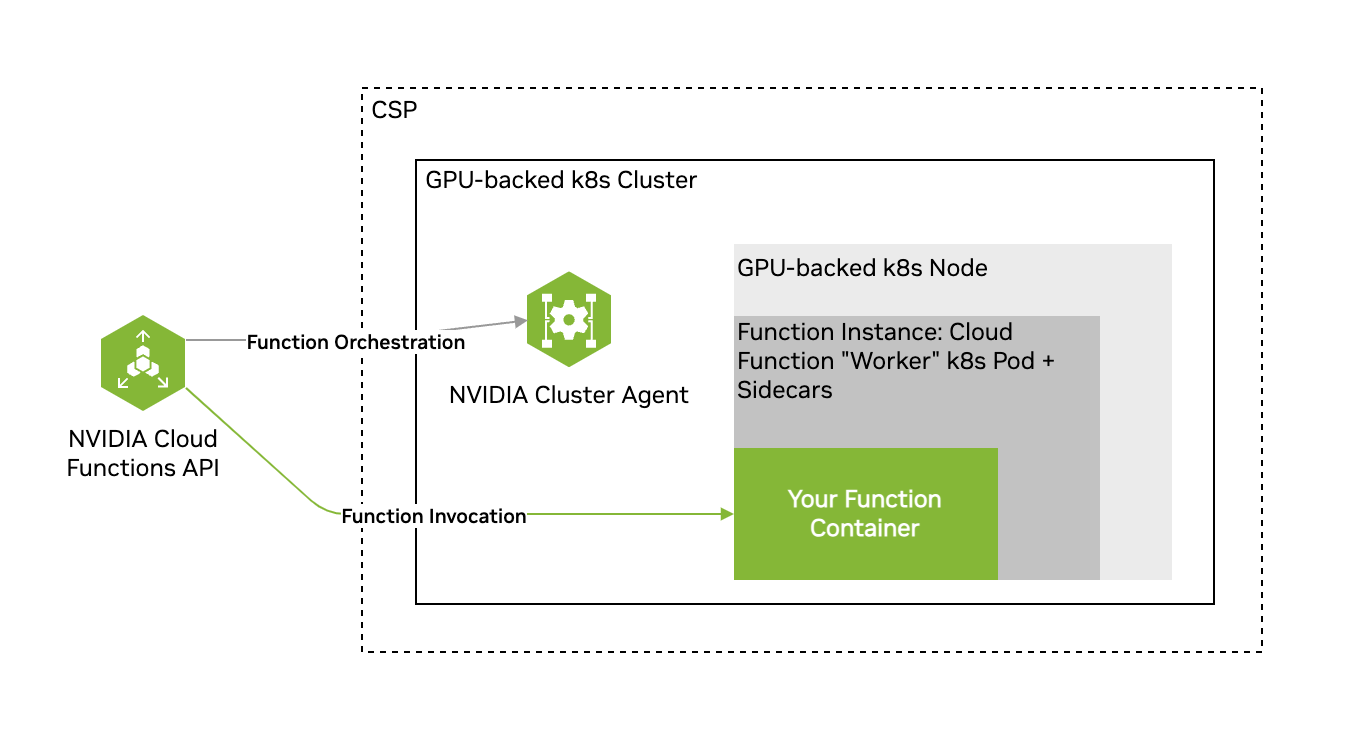 CSP
GPU-backed k8s Cluster
GPU-backed k8s Node
Function Instance: Cloud
Function "Worker" k8s Pod +
Sidecars
Function Orchestration
NVIDIA Cluster Agent
NVIDIA Cloud
Functions API
Function Invocation
Your Function
Container